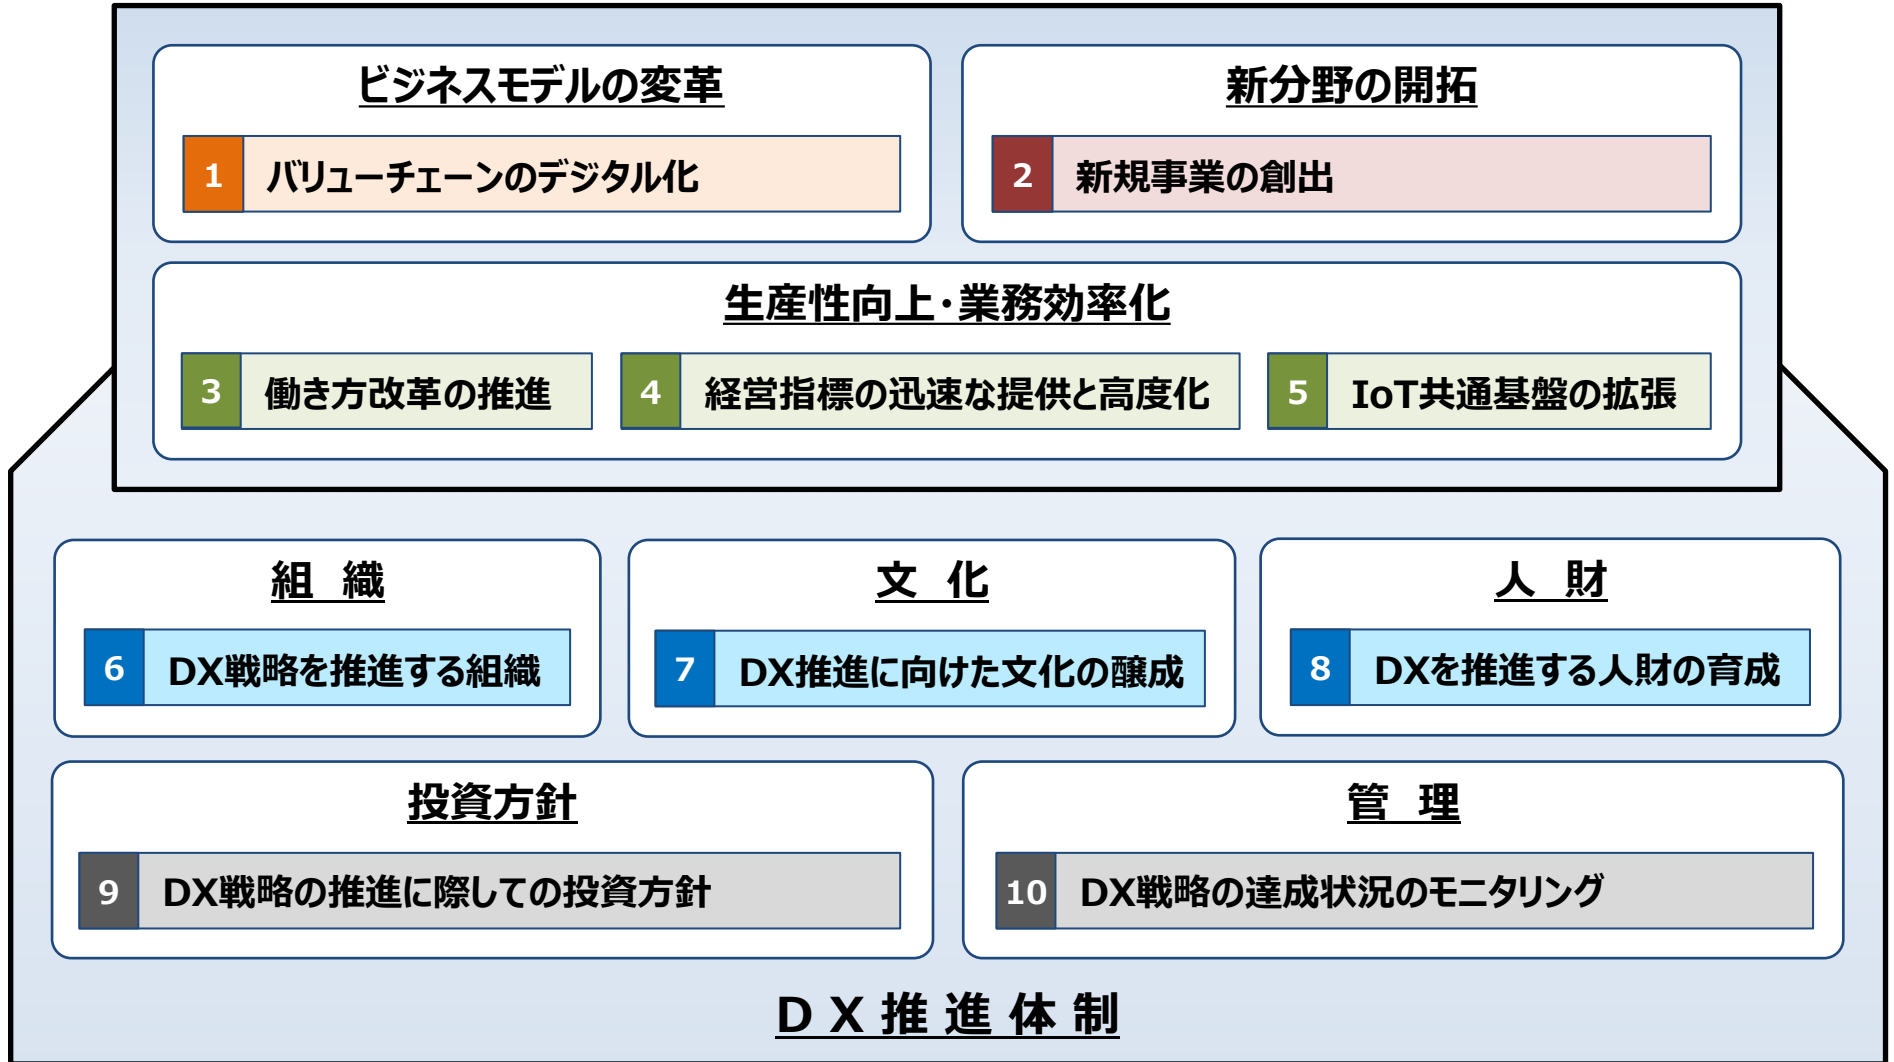 ビジネスモデルの変革
新分野の開拓
1 バリューチェーンのデジタル化
2 新規事業の創出
生産性向上・業務効率化
3 働き方改革の推進
4 経営指標の迅速な提供と高度化
5 IoT共通基盤の拡張
組 織
文 化
人 財
6 DX戦略を推進する組織
7 DX推進に向けた文化の醸成
8 DXを推進する人財の育成
投資方針
管 理
9 DX戦略の推進に際しての投資方針
10 DX戦略の達成状況のモニタリング
DX推進体制